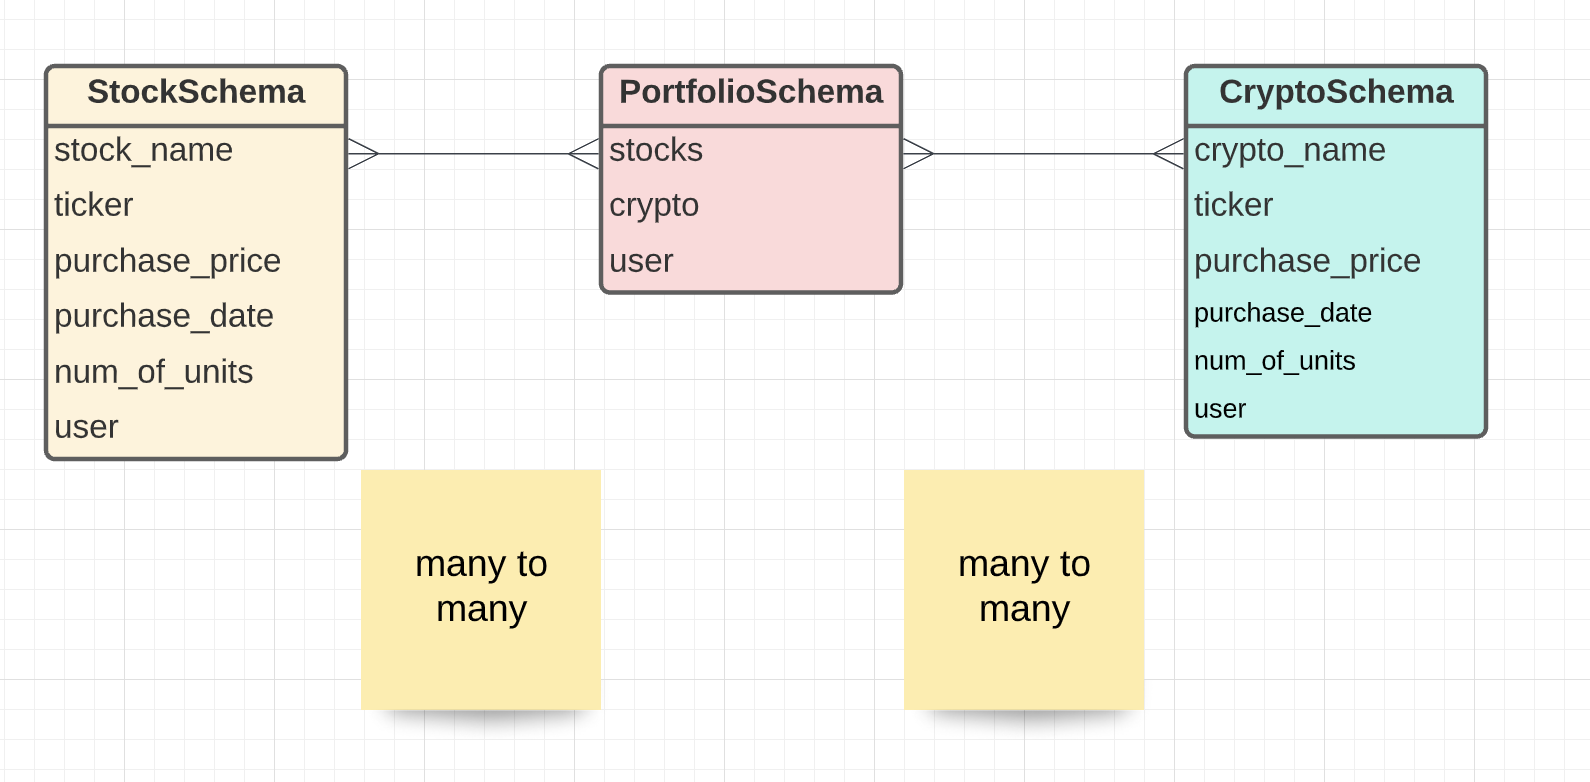 StockSchema
stock_name
ticker
purchase_price
purchase_date
num_of_units
user
PortfolioSchema
stocks
crypto
user
CryptoSchema
crypto_name
ticker
purchase_price
purchase_date
num_of_units
user
many to
many
many to
many